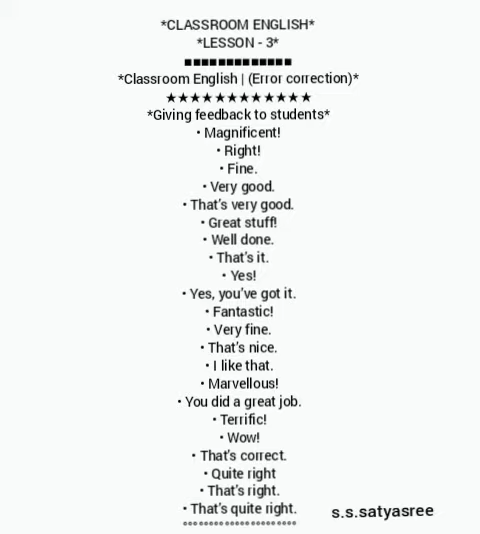 *CLASSROOM ENGLISH*
*LESSON - 3*
■■■■■■■■■■■■■
*Classroom English | (Error correction)*
★★★★★★★★★★★★
*Giving feedback to students*
• Magnificent!
• Right!
• Fine.
• Very good.
• That's very good.
• Great stuff!
• Well done.
• That's it.
• Yes!
• Yes, you've got it.
• Fantastic!
• Very fine.
• That's nice.
• I like that.
• Marvellous!
• You did a great job.
• Terrific!
• Wow!
• That's correct.
• Quite right
• That's right.
• That's quite right.
s.s.satyasree